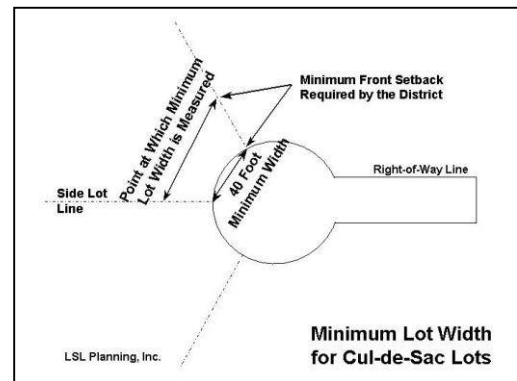 Minimum Front Setback
Required by the District
Point at Which Minimum
Lot Width is Measured
Right-of-Way Line
40 Foot
Minimum Width
Side Lot
Line
LSL Planning, Inc.
Minimum Lot Width
for Cul-de-Sac Lots